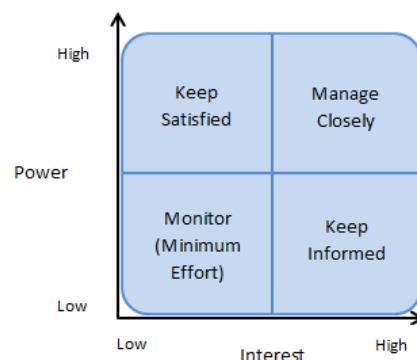 High
Keep
Satisfied
Manage
Closely
Power
Monitor
(Minimum
Effort)
Keep
Informed
Low
Low
High
Interest